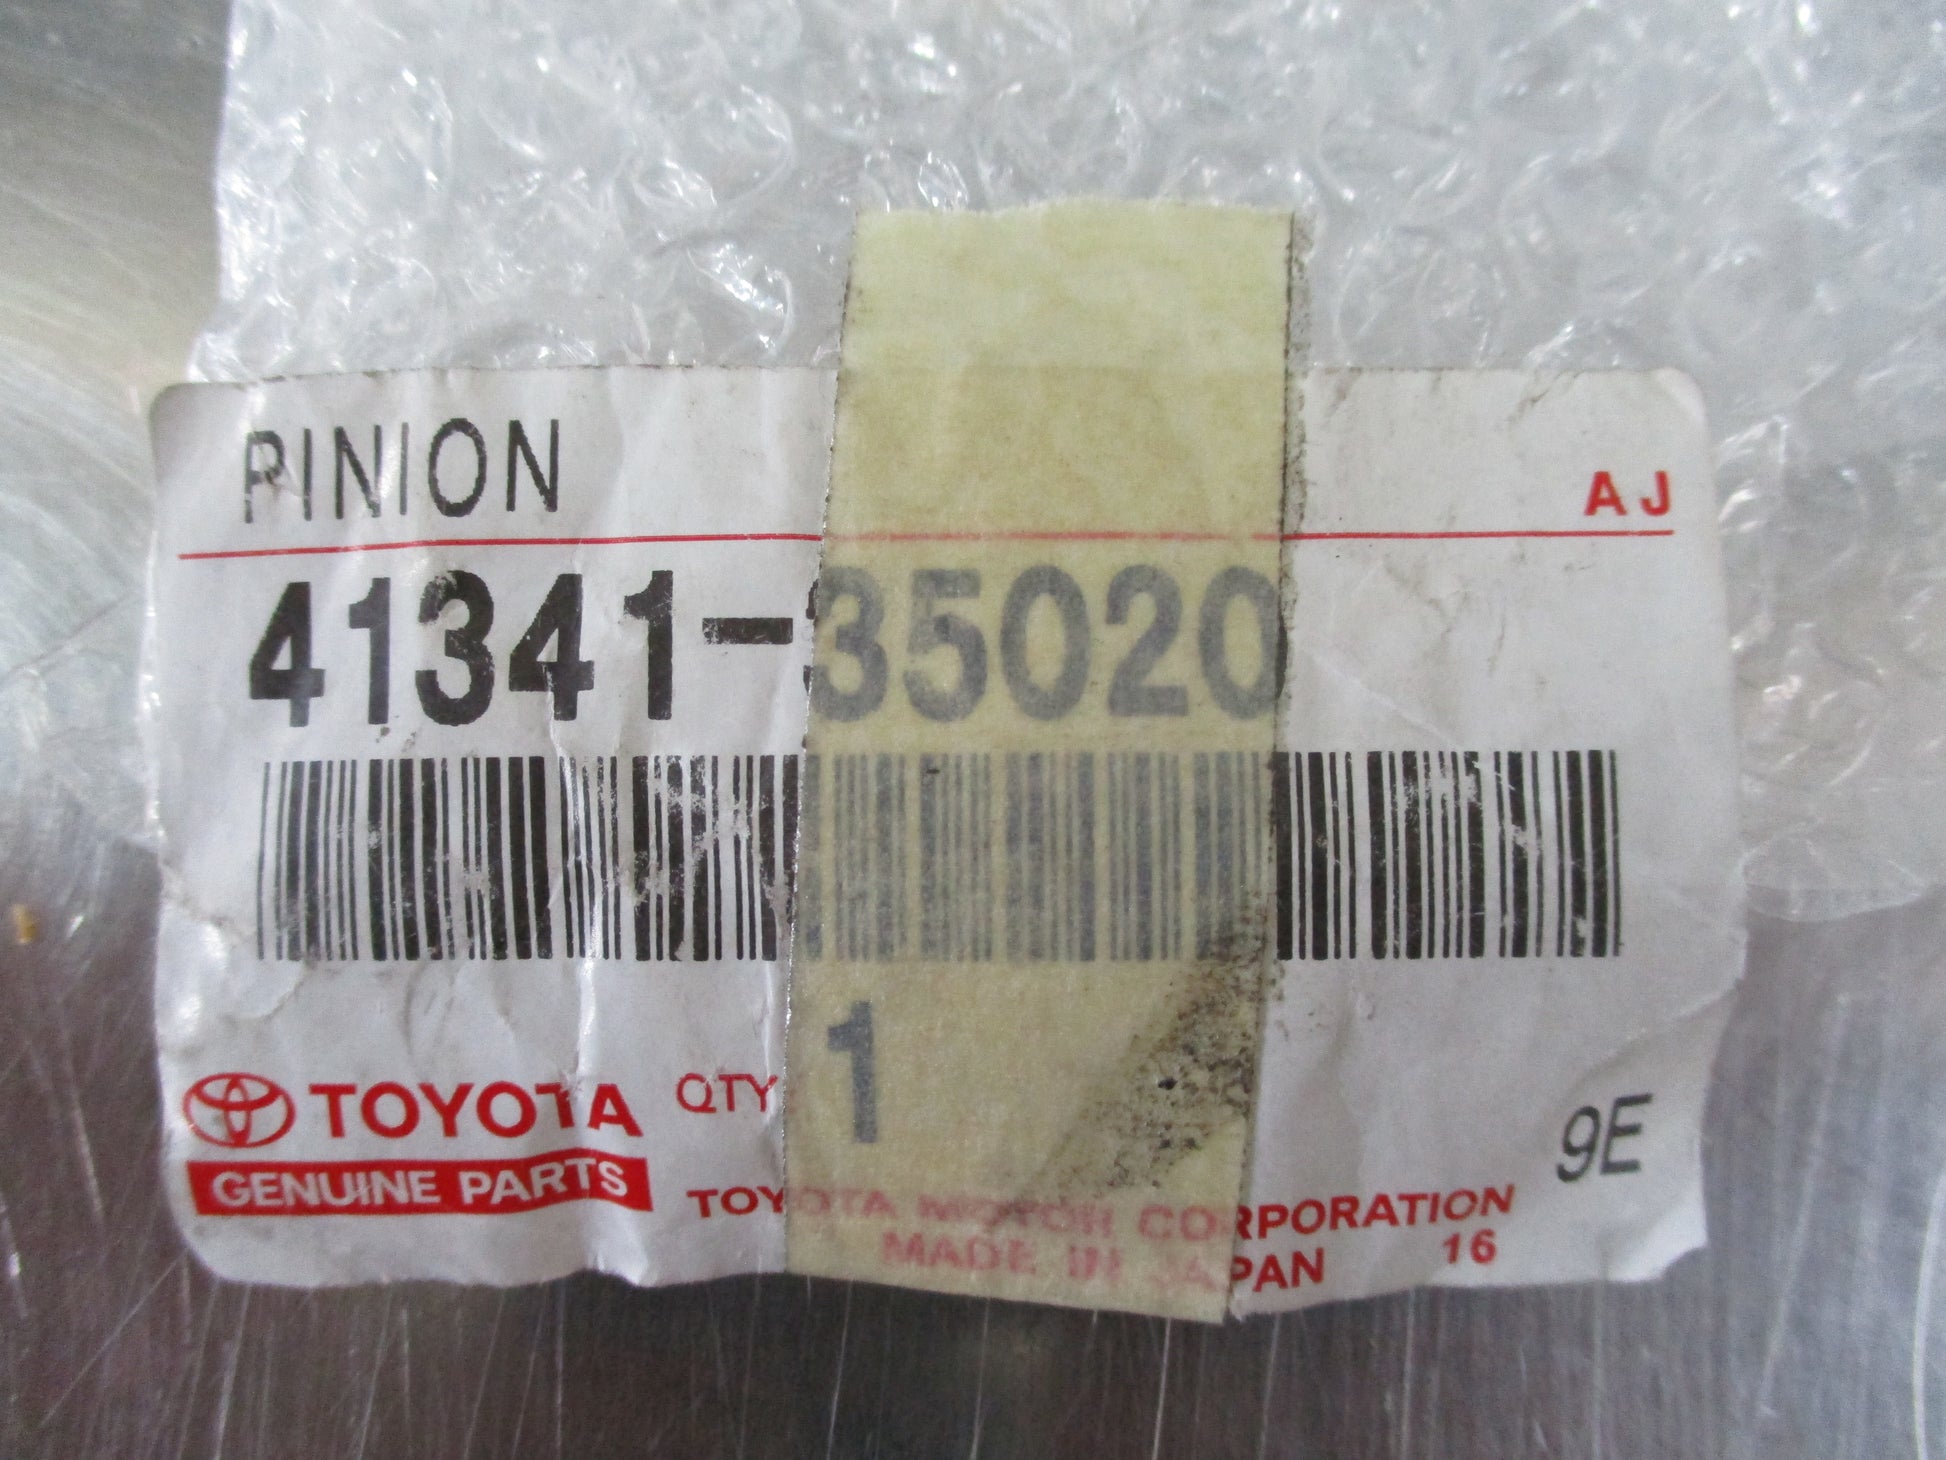 PINION
AJ
41341-35020
TOYOTA QTY 1
GENUINE PARTS
9E
TOYOTA MOTOR CORPORATION
MADE IN JAPAN 16